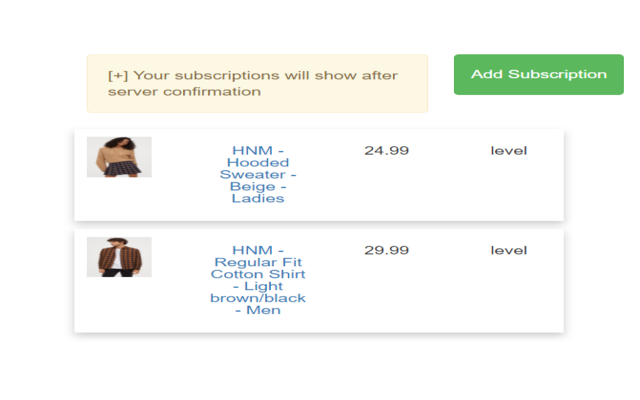 [+] Your subscriptions will show after
server confirmation
Add Subscription
HNM -
Hooded
Sweater -
Beige -
Ladies
24.99
level
HNM -
Regular Fit
Cotton Shirt
- Light
brown/black
- Men
29.99
level